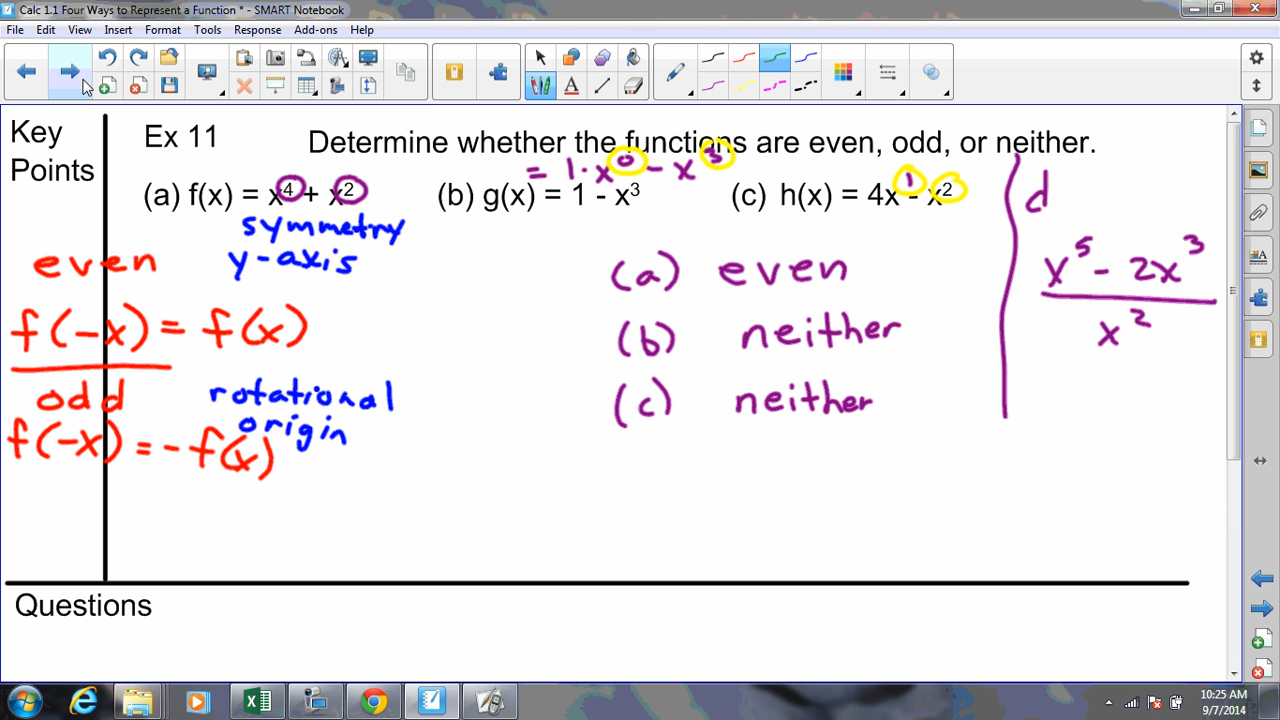 Calc 1.1 Four Ways to Represent a Function * - SMART Notebook
File Edit View Insert Format Tools Response Add-ons Help
Key Points
Ex 11 Determine whether the functions are even, odd, or neither.
= 1·x⁰ - x³
(a) f(x) = x⁴ + x² (b) g(x) = 1 - x³ (c) h(x) = 4x¹ - x²
d
symmetry
y-axis
even
f(-x) = f(x)
odd
rotational
origin
f(-x) = -f(x)
(a) even
(b) neither
(c) neither
x⁵ - 2x³
x²
Questions
10:25 AM
9/7/2014